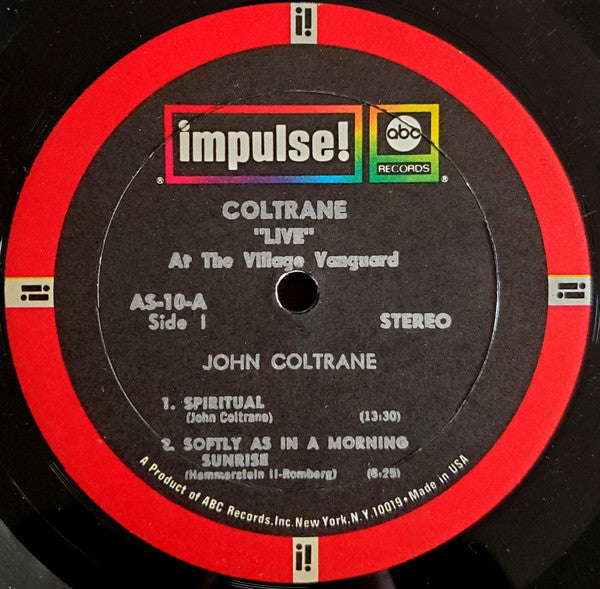 i!
impulse!
abc
RECORDS
®
®
COLTRANE
"LIVE"
At The Village Vanguard
AS-10-A
Side 1
STEREO
JOHN COLTRANE
1. SPIRITUAL
(John Coltrane) (13:30)
2. SOFTLY AS IN A MORNING
SUNRISE
(Hammerstein II-Romberg) (6:25)
A Product of ABC Records, Inc. New York, N.Y. 10019 • Made in USA
i!
i!
i!